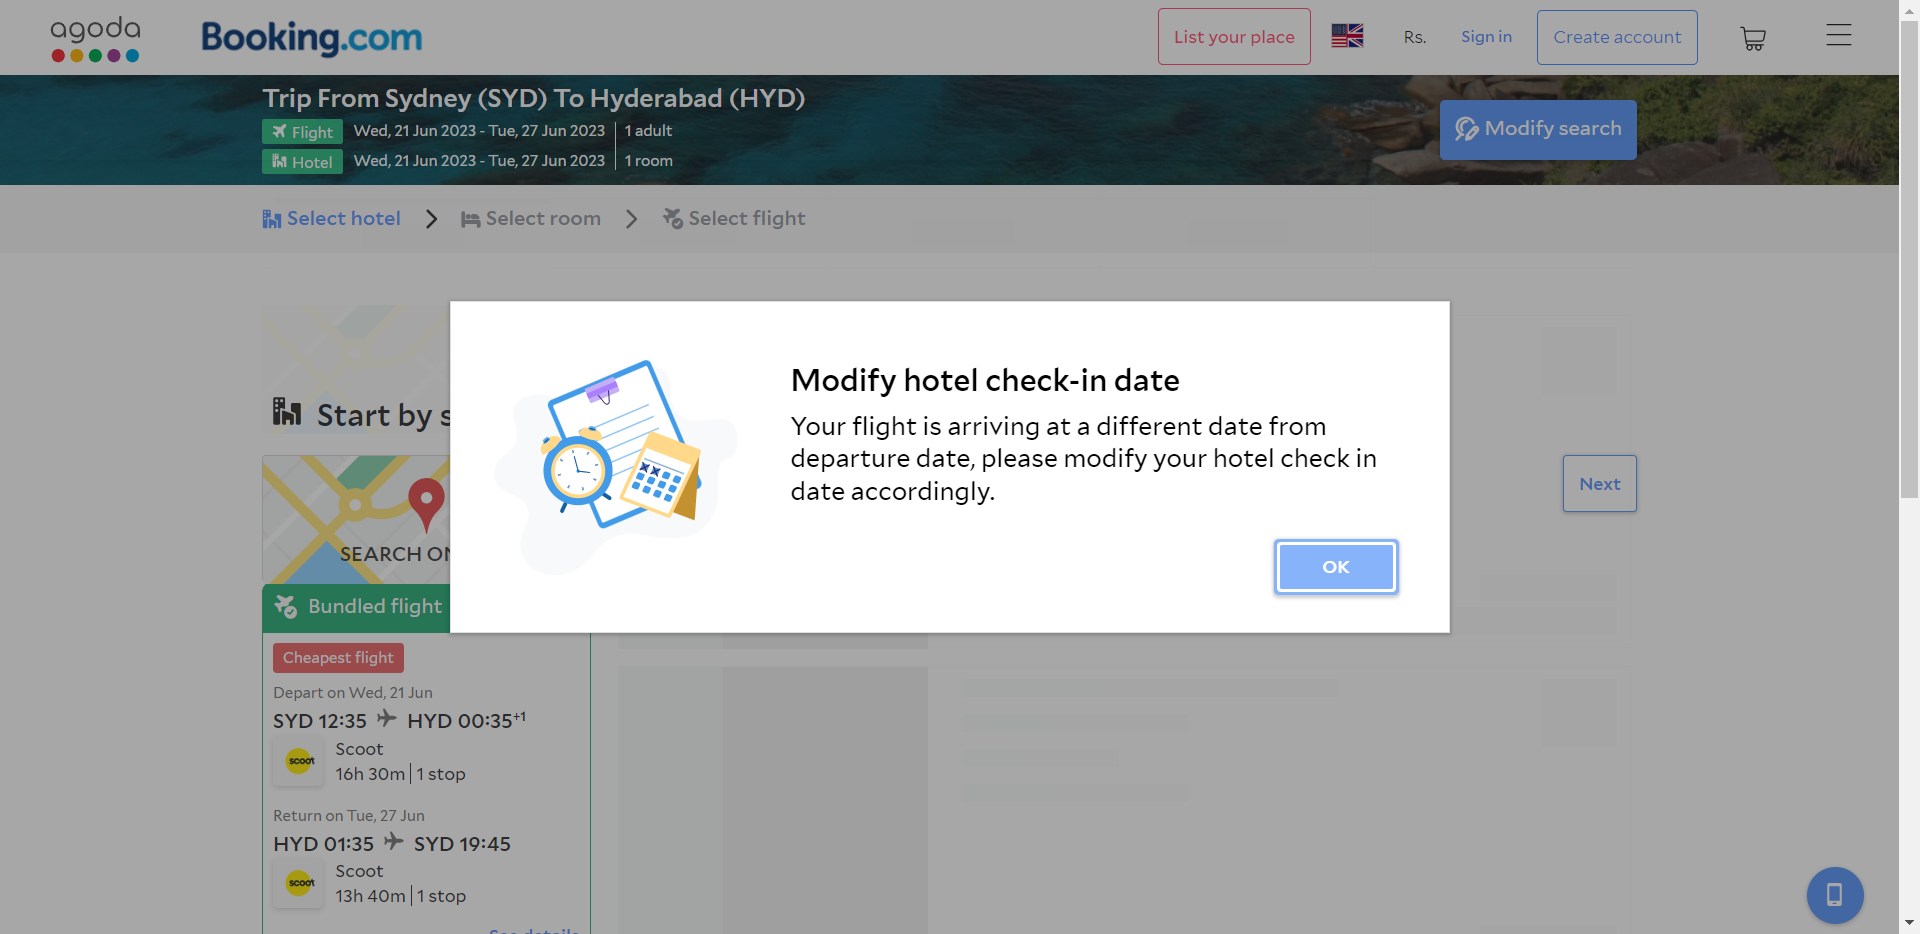 agoda
Booking.com
List your place
Rs.
Sign in
Create account
Trip From Sydney (SYD) To Hyderabad (HYD)
Flight Wed, 21 Jun 2023 - Tue, 27 Jun 2023 1 adult
Hotel Wed, 21 Jun 2023 - Tue, 27 Jun 2023 1 room
Modify search
Select hotel
Select room
Select flight
Start by s
SEARCH ON
Modify hotel check-in date
Your flight is arriving at a different date from
departure date, please modify your hotel check in
date accordingly.
OK
Next
Bundled flight
Cheapest flight
Depart on Wed, 21 Jun
SYD 12:35 HYD 00:35+1
scoot
Scoot
16h 30m 1 stop
Return on Tue, 27 Jun
HYD 01:35 SYD 19:45
scoot
Scoot
13h 40m 1 stop
See details